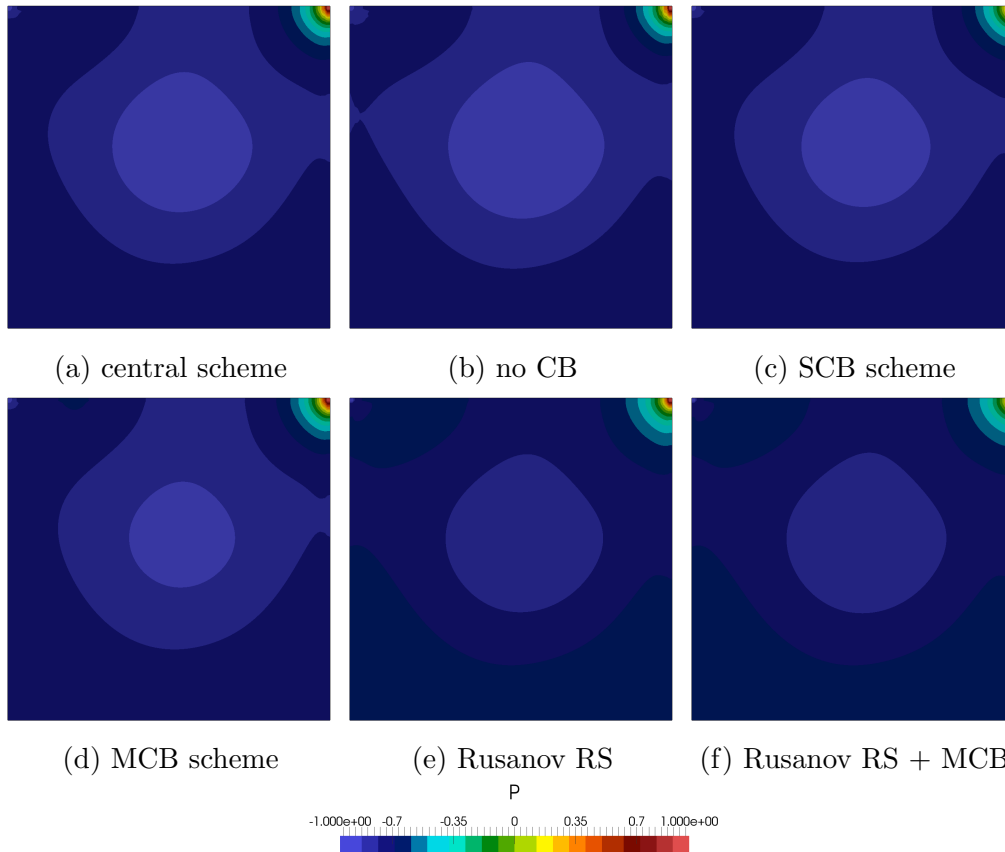 (a) central scheme (b) no CB (c) SCB scheme
(d) MCB scheme (e) Rusanov RS (f) Rusanov RS + MCB
P
-1.000e+00 -0.7 -0.35 0 0.35 0.7 1.000e+00